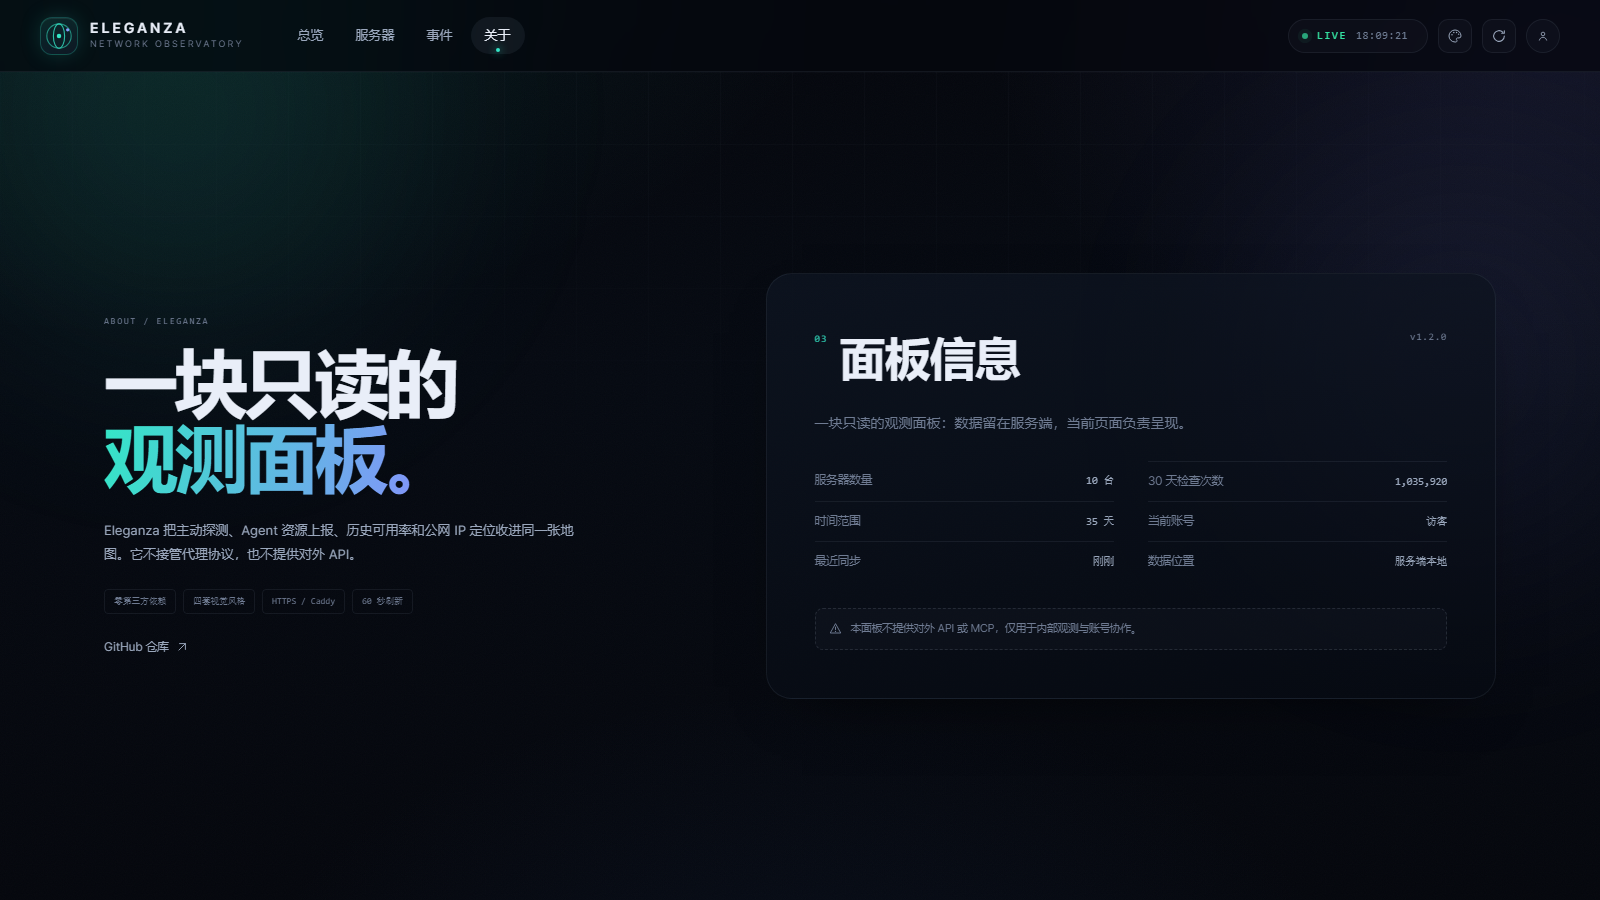 ELEGANZA
NETWORK OBSERVATORY
总览
服务器
事件
关于
LIVE 18:09:21
ABOUT / ELEGANZA
一块只读的
观测面板。
Eleganza 把主动探测、Agent 资源上报、历史可用率和公网 IP 定位收进同一张地
图。它不接管代理协议，也不提供对外 API。
零第三方依赖
四套视觉风格
HTTPS / Caddy
60 秒刷新
GitHub 仓库
03
面板信息
v1.2.0
一块只读的观测面板：数据留在服务端，当前页面负责呈现。
服务器数量 10 台
30 天检查次数 1,035,920
时间范围 35 天
当前账号 访客
最近同步 刚刚
数据位置 服务端本地
本面板不提供对外 API 或 MCP，仅用于内部观测与账号协作。